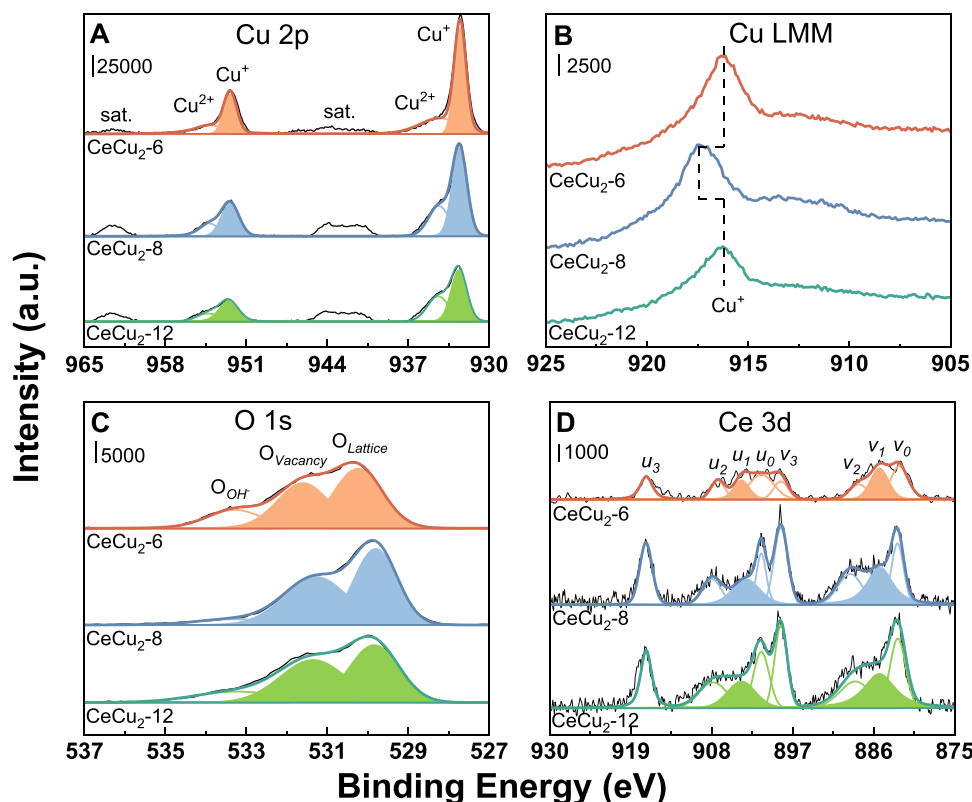 Intensity (a.u.)
A
Cu 2p
25000
Cu⁺
Cu⁺
Cu²⁺
Cu²⁺
sat.
sat.
CeCu₂-6
CeCu₂-8
CeCu₂-12
965 958 951 944 937 930
B
Cu LMM
2500
CeCu₂-6
CeCu₂-8
Cu⁺
CeCu₂-12
925 920 915 910 905
C
O 1s
5000
O_Lattice
O_Vacancy
O_OH⁻
CeCu₂-6
CeCu₂-8
CeCu₂-12
537 535 533 531 529 527
D
Ce 3d
1000
u₃ u₂ u₁ u₀ v₃ v₂ v₁ v₀
CeCu₂-6
CeCu₂-8
CeCu₂-12
930 919 908 897 886 875
Binding Energy (eV)